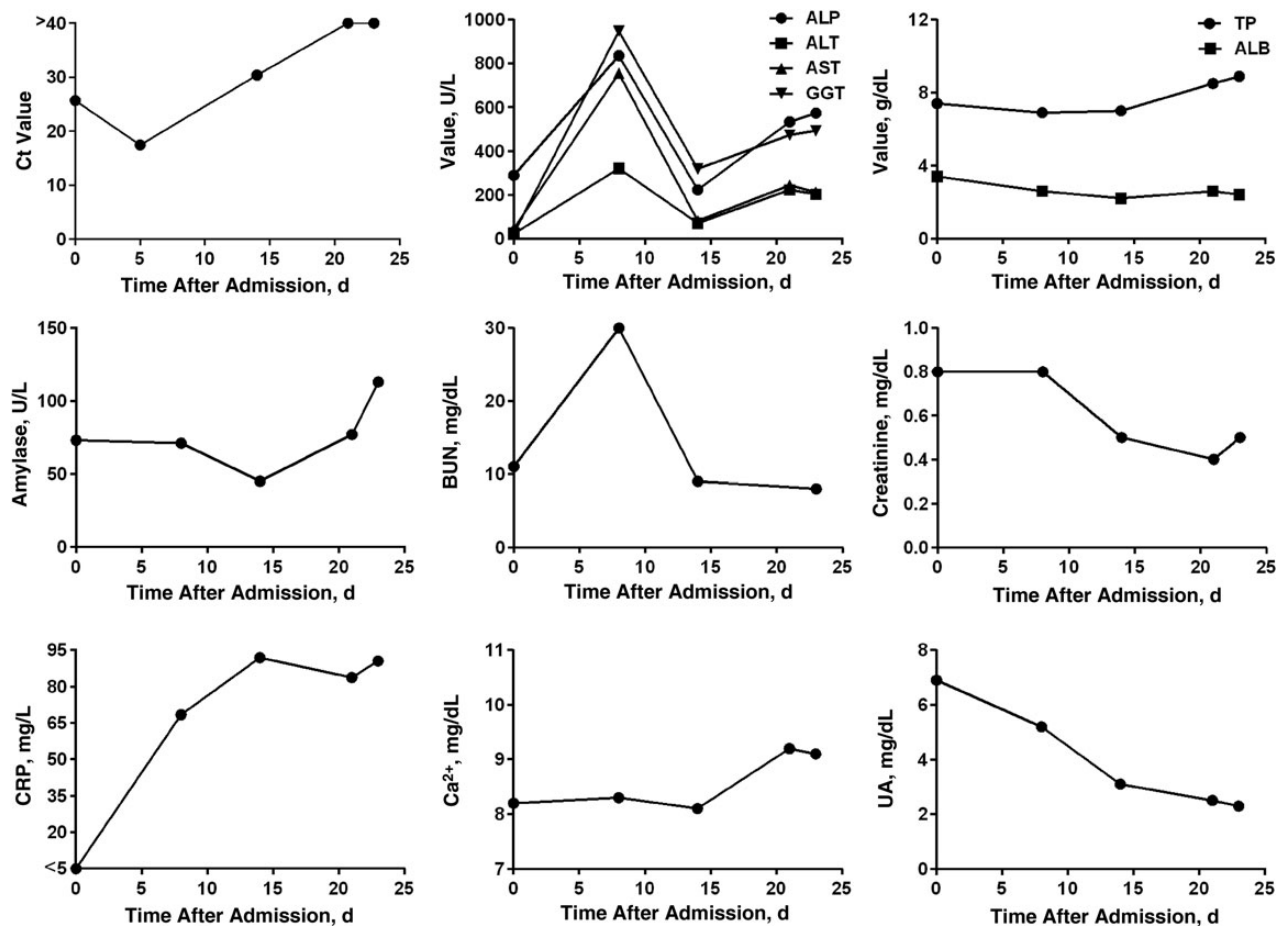 >40
30
20
10
0
Ct Value
0 5 10 15 20 25
Time After Admission, d
1000
800
600
400
200
0
Value, U/L
ALP
ALT
AST
GGT
0 5 10 15 20 25
Time After Admission, d
12
8
4
0
Value, g/dL
TP
ALB
0 5 10 15 20 25
Time After Admission, d
150
100
50
0
Amylase, U/L
0 5 10 15 20 25
Time After Admission, d
30
20
10
0
BUN, mg/dL
0 5 10 15 20 25
Time After Admission, d
1.0
0.8
0.6
0.4
0.2
0.0
Creatinine, mg/dL
0 5 10 15 20 25
Time After Admission, d
95
80
65
50
35
20
<5
CRP, mg/L
0 5 10 15 20 25
Time After Admission, d
11
10
9
8
7
Ca²⁺, mg/dL
0 5 10 15 20 25
Time After Admission, d
8
6
4
2
0
UA, mg/dL
0 5 10 15 20 25
Time After Admission, d